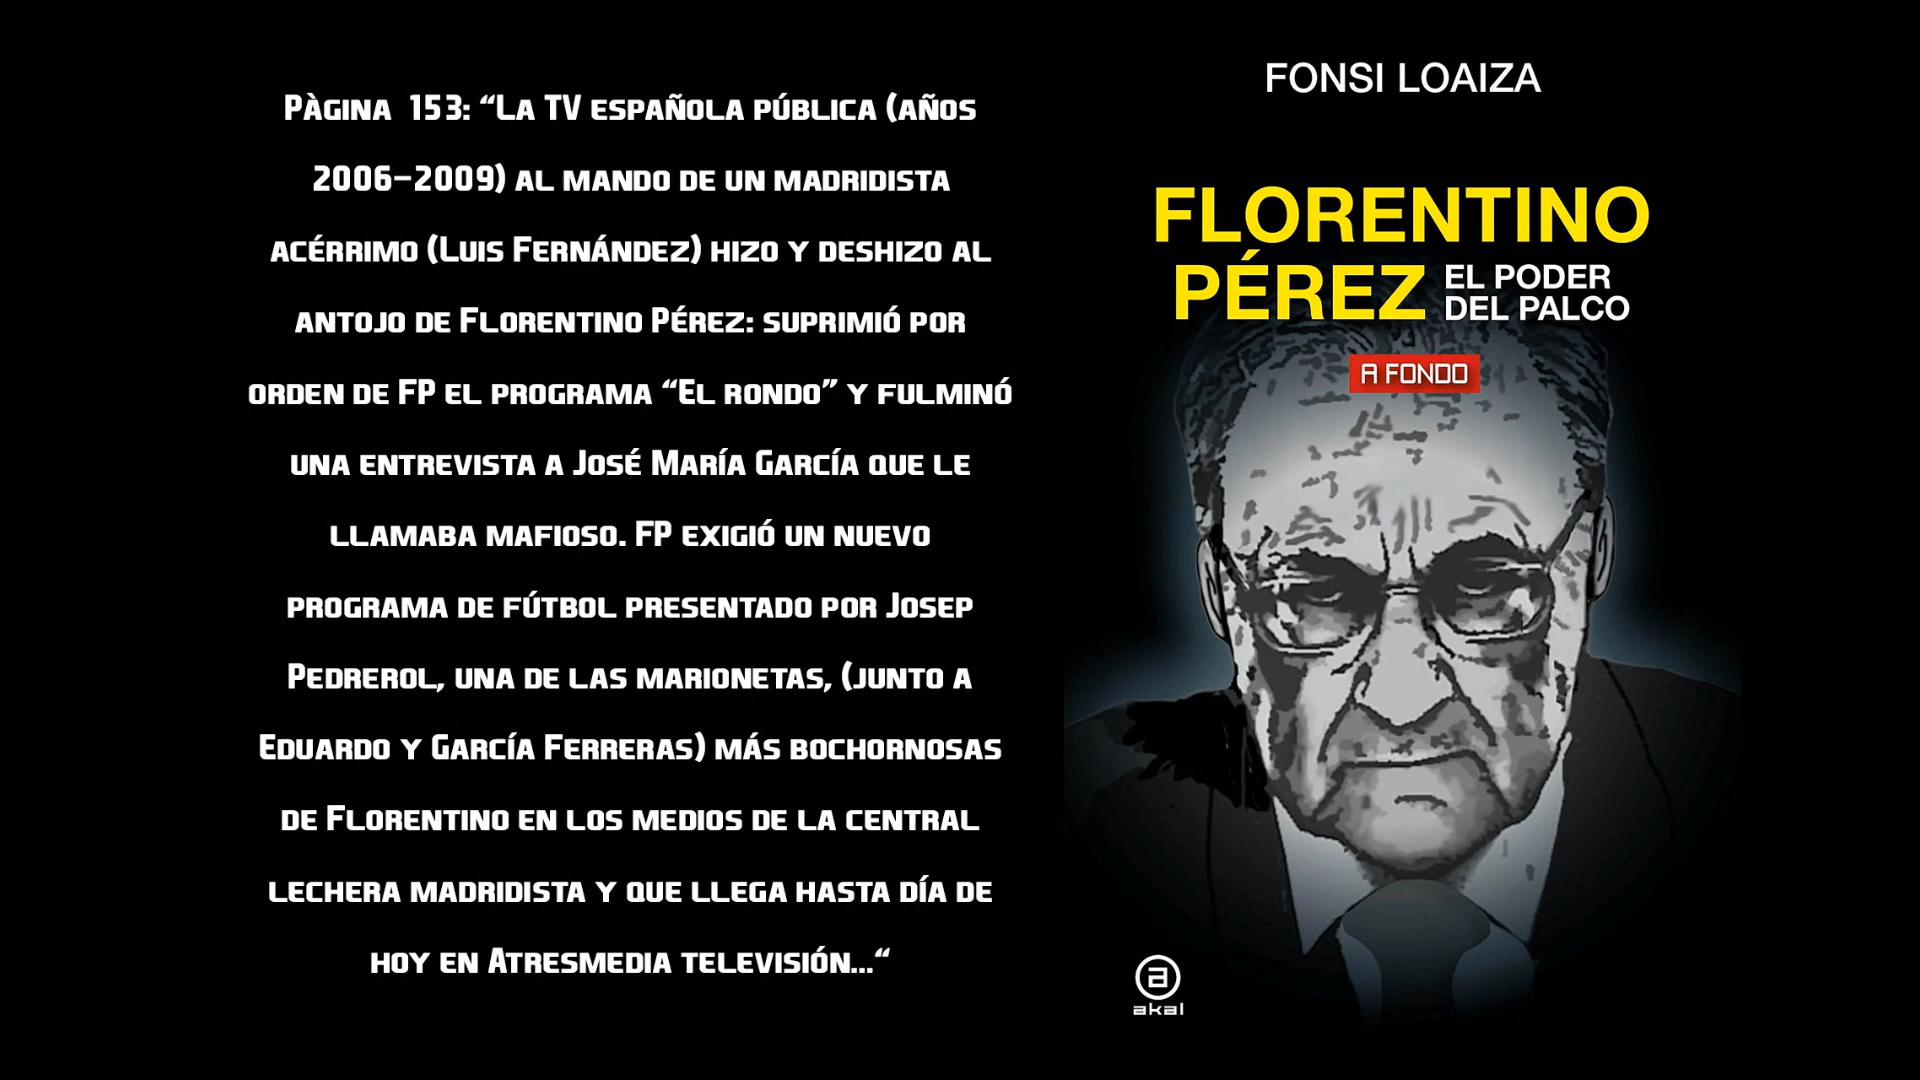 Pàgina 153: “La TV española pública (años
2006–2009) al mando de un madridista
acérrimo (Luis Fernández) hizo y deshizo al
antojo de Florentino Pérez: suprimió por
orden de FP el programa “El rondo” y fulminó
una entrevista a José María García que le
llamaba mafioso. FP exigió un nuevo
programa de fútbol presentado por Josep
Pedrerol, una de las marionetas, (junto a
Eduardo y García Ferreras) más bochornosas
de Florentino en los medios de la central
lechera madridista y que llega hasta día de
hoy en Atresmedia televisión...“
FONSI LOAIZA
FLORENTINO
PÉREZ EL PODER
DEL PALCO
A FONDO
a
akal